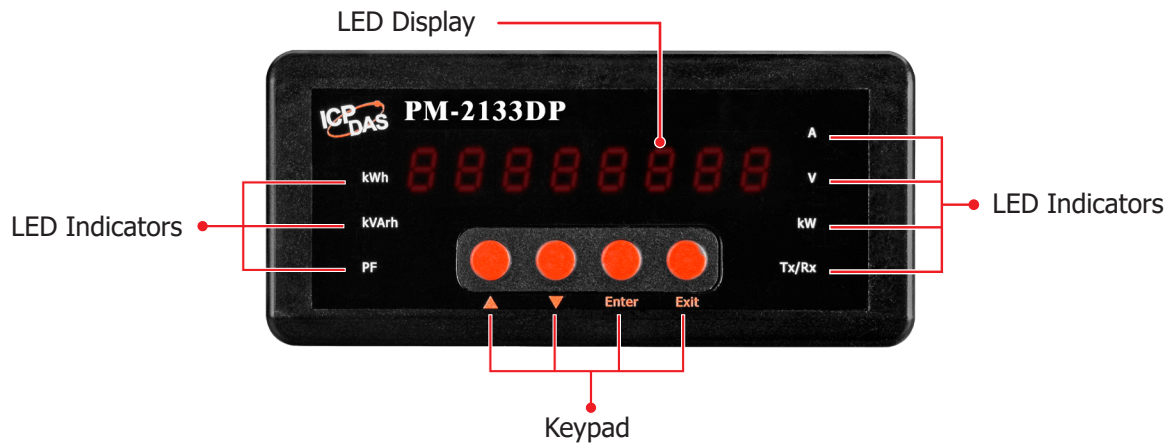 LED Display
ICP DAS
PM-2133DP
88888888
kWh
kVArh
PF
A
V
kW
Tx/Rx
LED Indicators
LED Indicators
▲
▼
Enter
Exit
Keypad